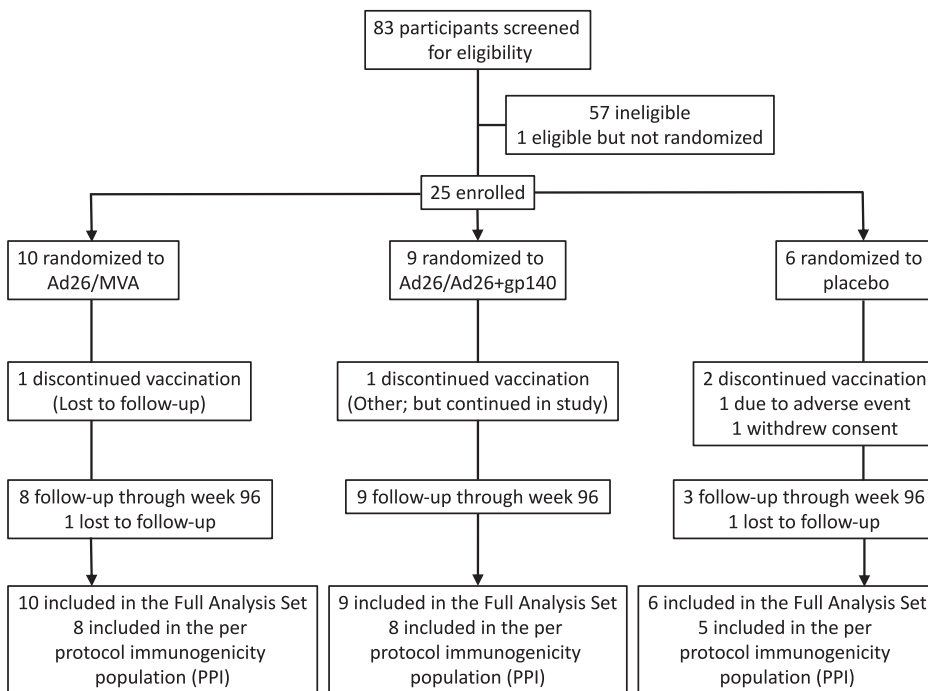 83 participants screened
for eligibility
57 ineligible
1 eligible but not randomized
25 enrolled
10 randomized to
Ad26/MVA
9 randomized to
Ad26/Ad26+gp140
6 randomized to
placebo
1 discontinued vaccination
(Lost to follow-up)
1 discontinued vaccination
(Other; but continued in study)
2 discontinued vaccination
1 due to adverse event
1 withdrew consent
8 follow-up through week 96
1 lost to follow-up
9 follow-up through week 96
3 follow-up through week 96
1 lost to follow-up
10 included in the Full Analysis Set
8 included in the per
protocol immunogenicity
population (PPI)
9 included in the Full Analysis Set
8 included in the per
protocol immunogenicity
population (PPI)
6 included in the Full Analysis Set
5 included in the per
protocol immunogenicity
population (PPI)